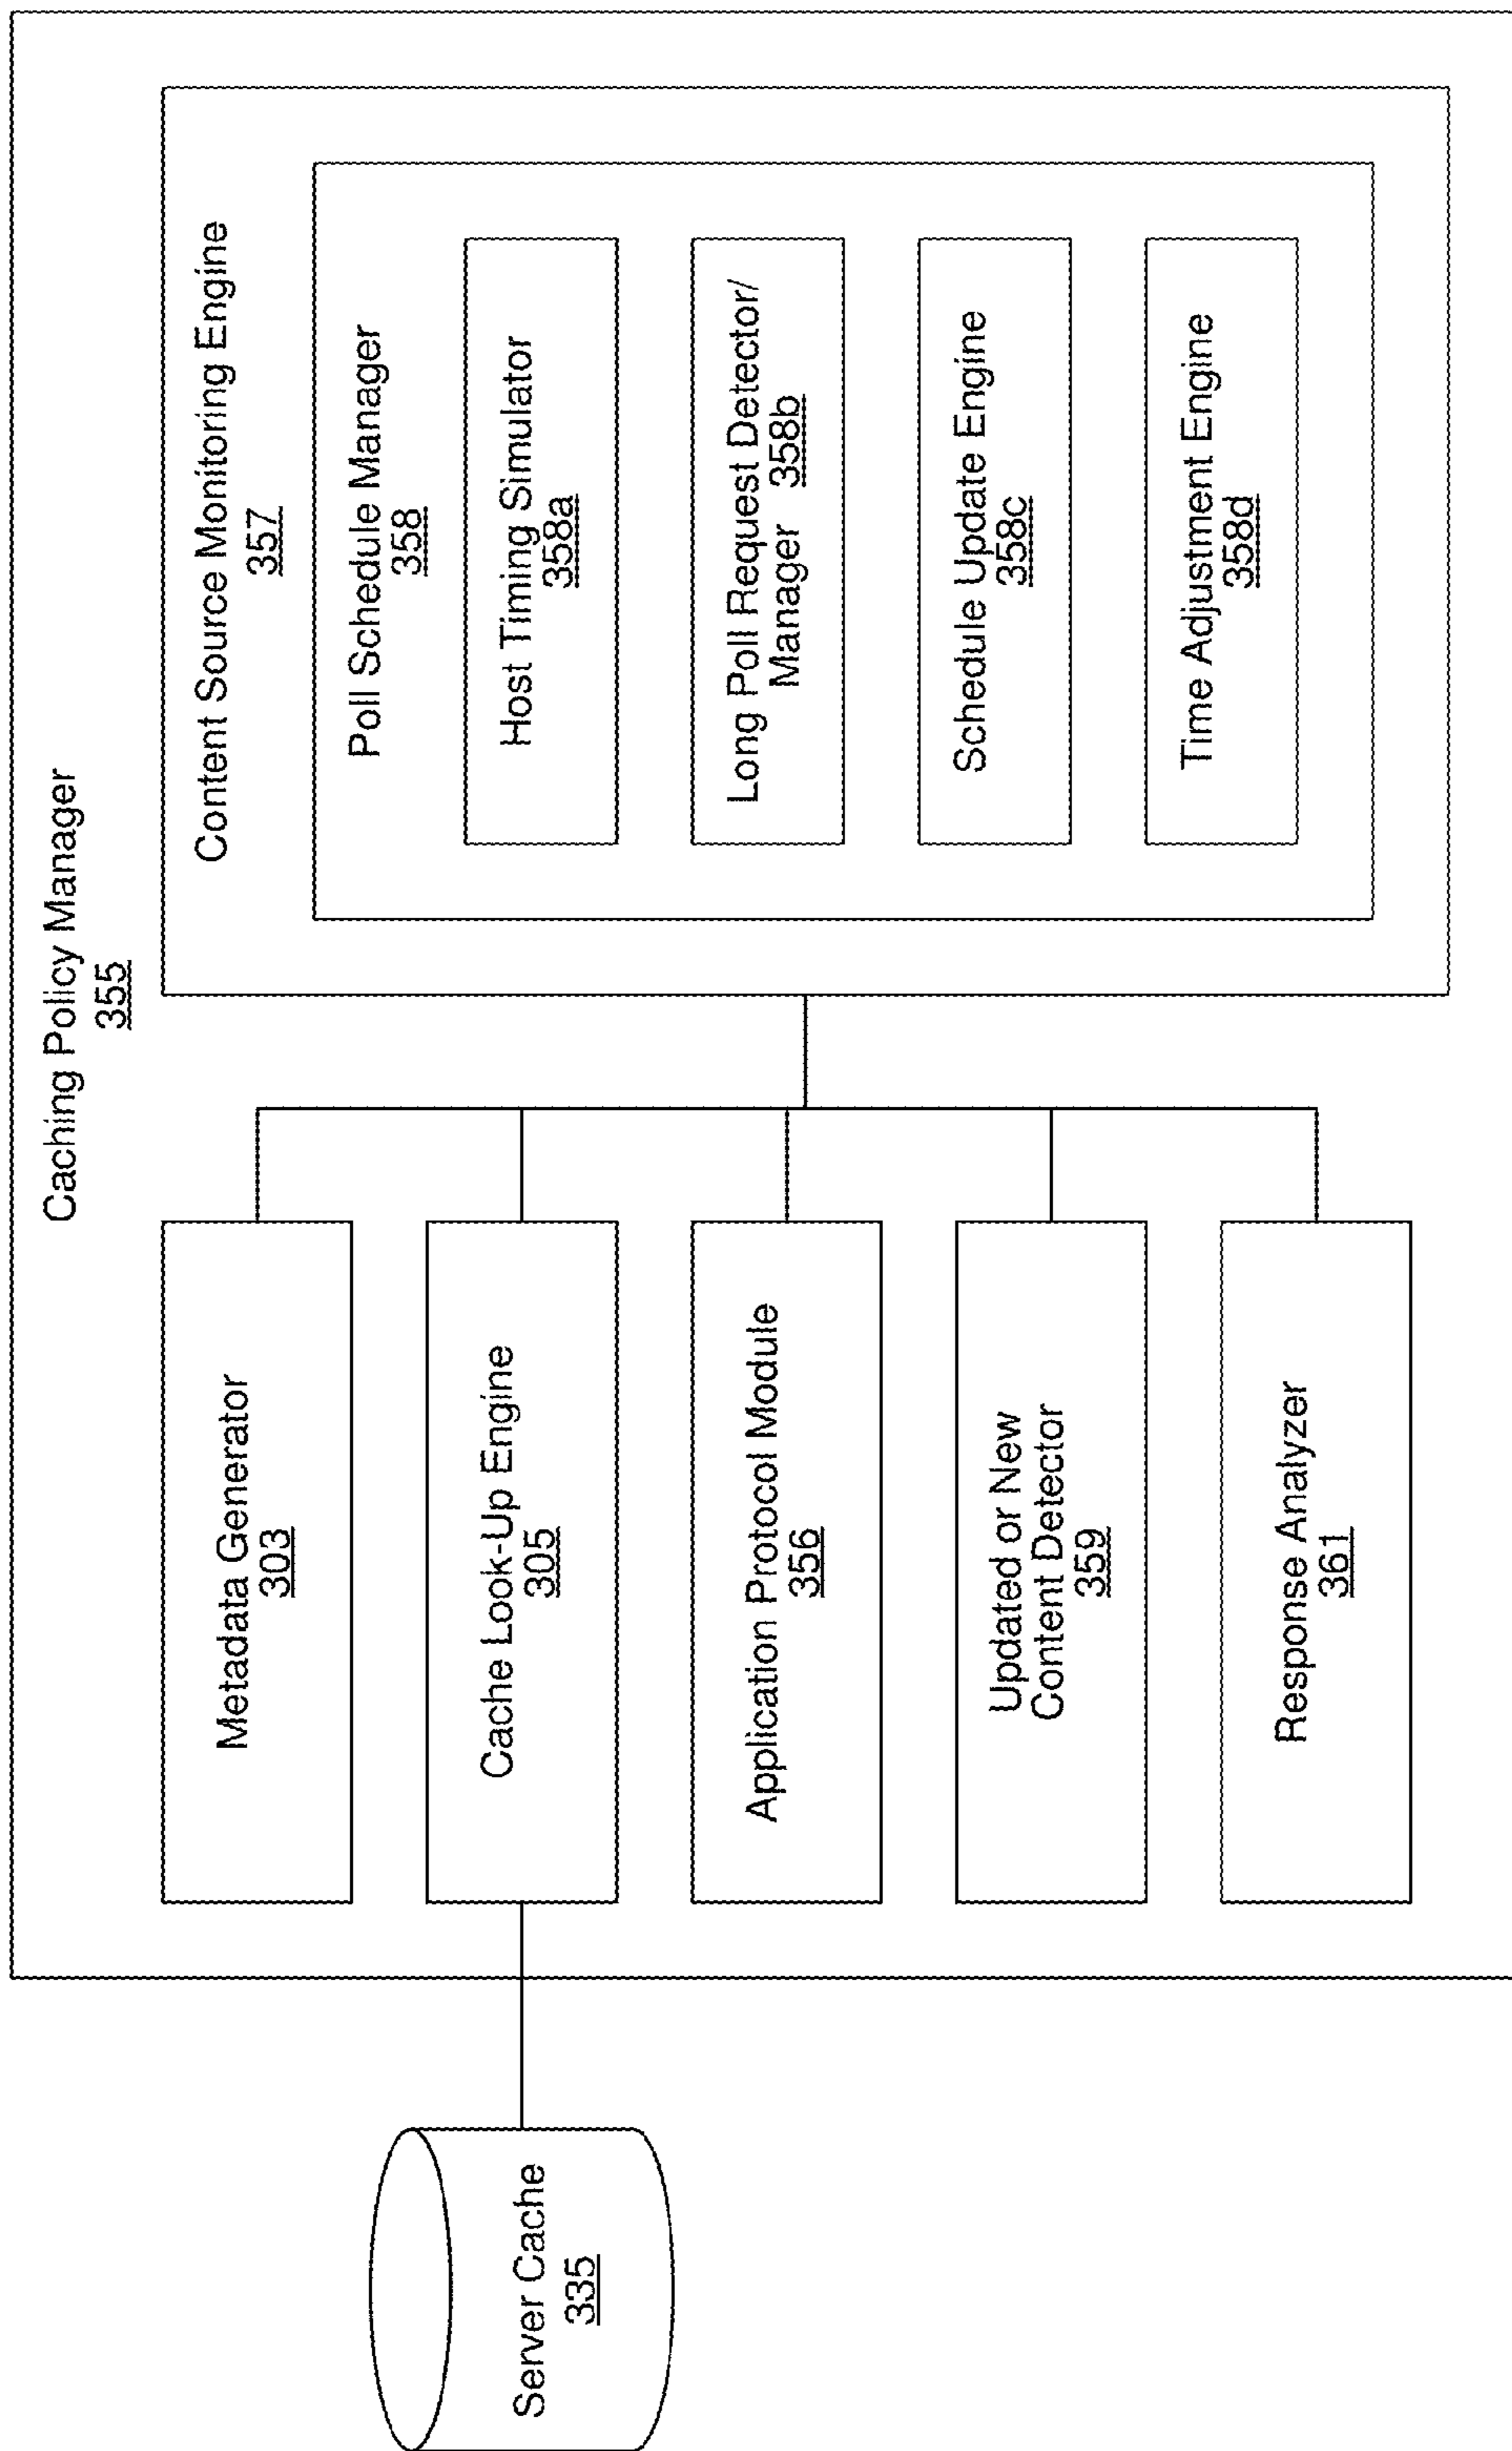 Caching Policy Manager
355
Server Cache
335
Metadata Generator
303
Cache Look-Up Engine
305
Application Protocol Module
356
Updated or New
Content Detector
359
Response Analyzer
361
Content Source Monitoring Engine
357
Poll Schedule Manager
358
Host Timing Simulator
358a
Long Poll Request Detector/
Manager 358b
Schedule Update Engine
358c
Time Adjustment Engine
358d